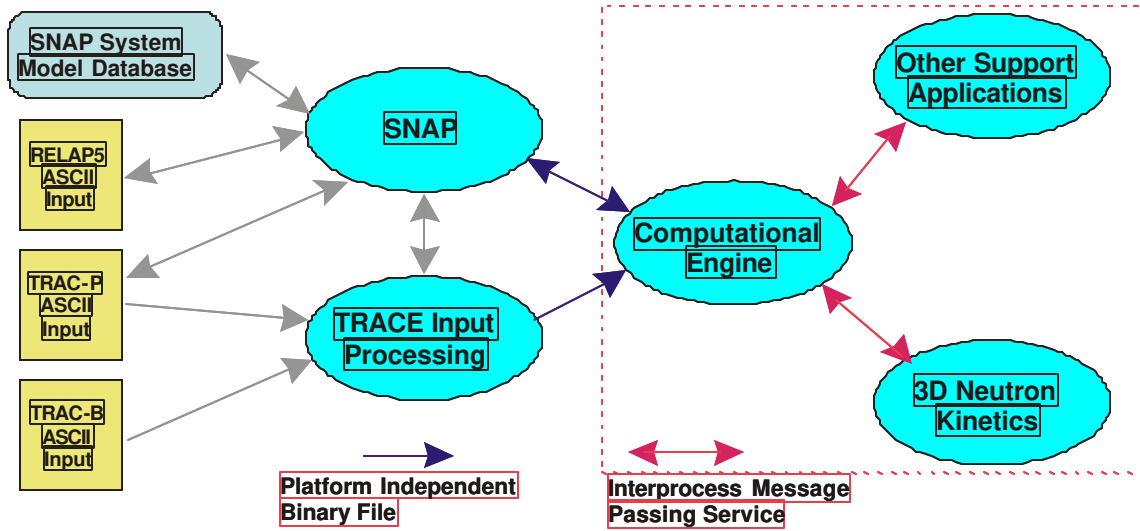 SNAP System
Model Database
RELAP5
ASCII
Input
TRAC-P
ASCII
Input
TRAC-B
ASCII
Input
SNAP
TRACE Input
Processing
Computational
Engine
Other Support
Applications
3D Neutron
Kinetics
Platform Independent
Binary File
Interprocess Message
Passing Service